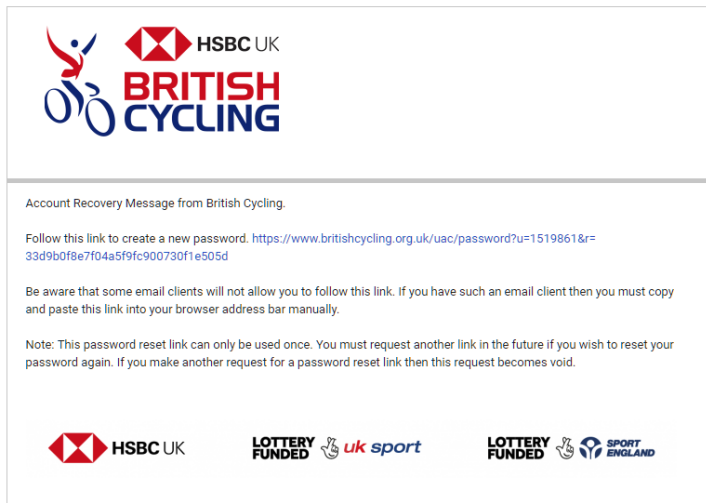 HSBC UK
BRITISH
CYCLING
Account Recovery Message from British Cycling.
Follow this link to create a new password. https://www.britishcycling.org.uk/uac/password?u=1519861&r=
33d9b0f8e7f04a5f9fc900730f1e505d
Be aware that some email clients will not allow you to follow this link. If you have such an email client then you must copy
and paste this link into your browser address bar manually.
Note: This password reset link can only be used once. You must request another link in the future if you wish to reset your
password again. If you make another request for a password reset link then this request becomes void.
HSBC UK
LOTTERY
FUNDED
uk sport
LOTTERY
FUNDED
SPORT
ENGLAND